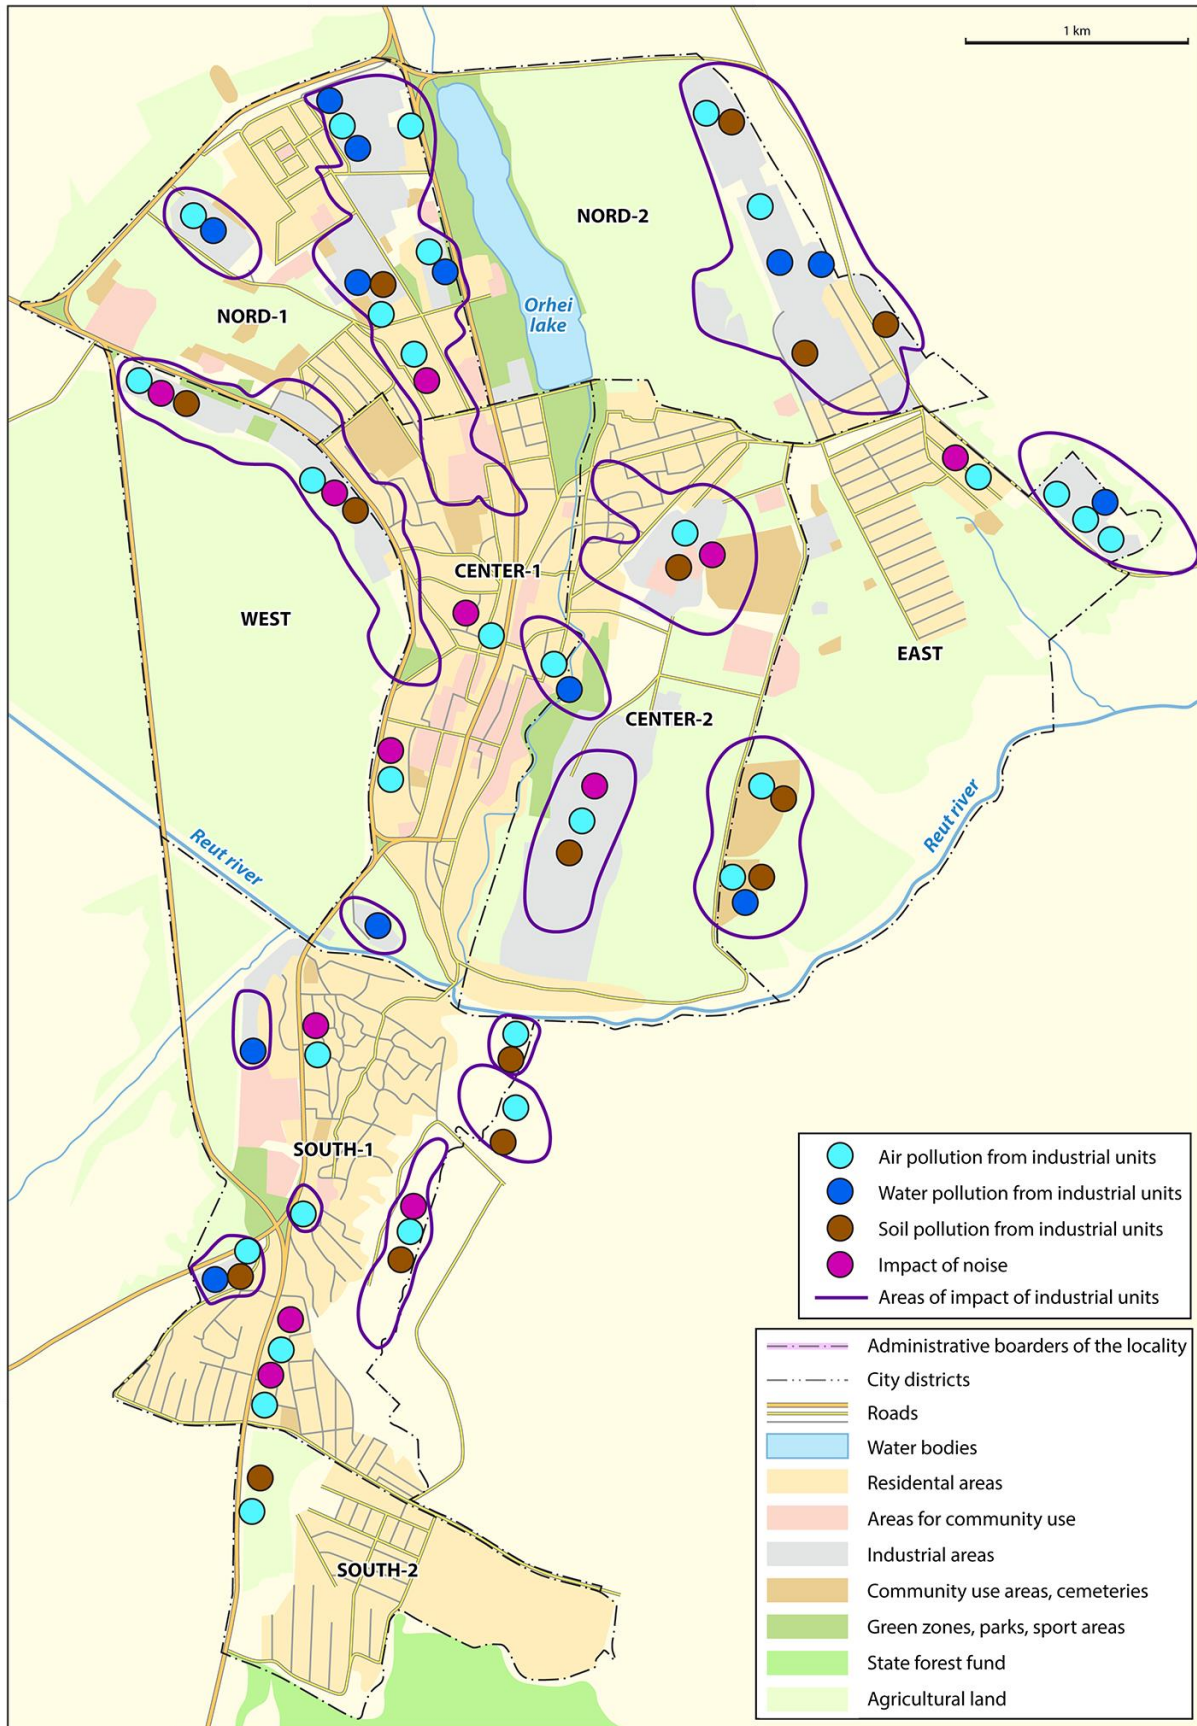 1 km
NORD-2
Orhei
lake
NORD-1
CENTER-1
WEST
EAST
CENTER-2
Reut river
Reut river
SOUTH-1
SOUTH-2
Air pollution from industrial units
Water pollution from industrial units
Soil pollution from industrial units
Impact of noise
Areas of impact of industrial units
Administrative boarders of the locality
City districts
Roads
Water bodies
Residental areas
Areas for community use
Industrial areas
Community use areas, cemeteries
Green zones, parks, sport areas
State forest fund
Agricultural land